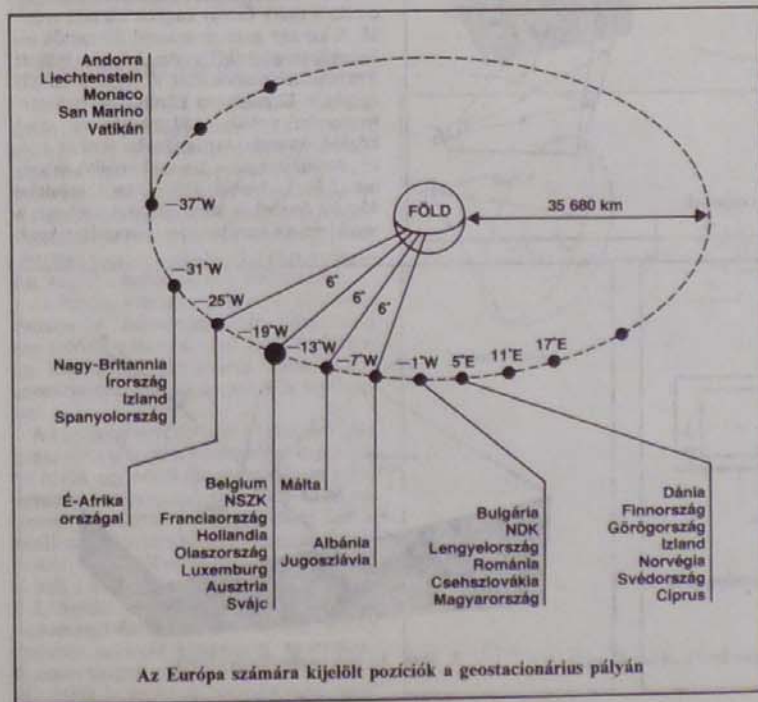 Andorra
Liechtenstein
Monaco
San Marino
Vatikán
FÖLD
35 680 km
—37°W
—31°W
—25°W
—19°W
—13°W
—7°W
—1°W
5°E
11°E
17°E
6°
6°
6°
Nagy-Britannia
Írország
Izland
Spanyolország
É-Afrika
országai
Belgium
NSZK
Franciaország
Hollandia
Olaszország
Luxemburg
Ausztria
Svájc
Málta
Albánia
Jugoszlávia
Bulgária
NDK
Lengyelország
Románia
Csehszlovákia
Magyarország
Dánia
Finnország
Görögország
Izland
Norvégia
Svédország
Ciprus
Az Európa számára kijelölt pozíciók a geostacionárius pályán